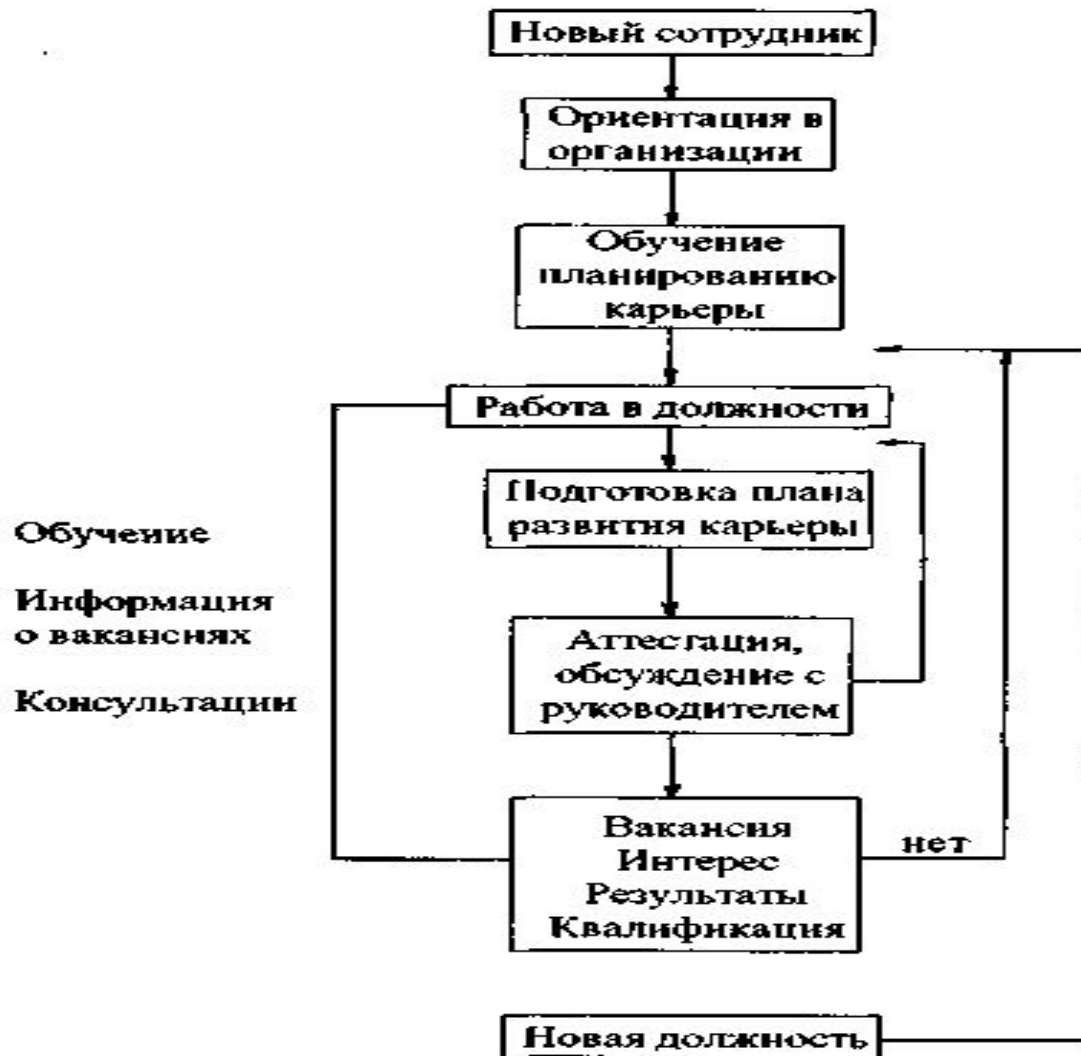 Новый сотрудник
Ориентация в
организации
Обучение
планированию
карьеры
Работа в должности
Подготовка плана
развития карьеры
Обучение
Информация
о вакансиях
Консультации
Аттестация,
обсуждение с
руководителем
Вакансия
Интерес
Результаты
Квалификация
нет
Новая должность